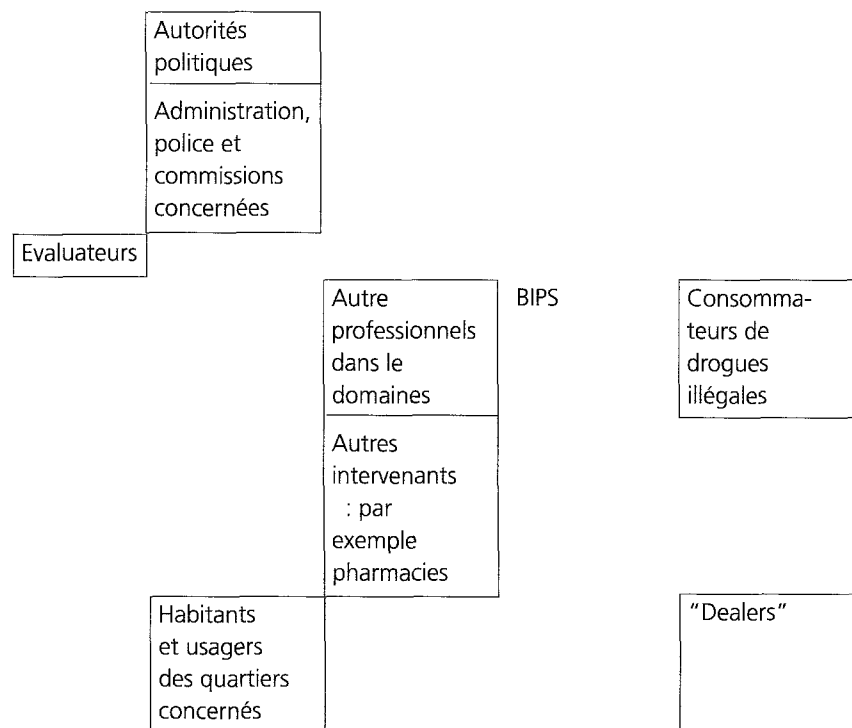 Autorités
politiques
Administration,
police et
commissions
concernées
Evaluateurs
Autre
professionnels
dans le
domaines
BIPS
Consomma-
teurs de
drogues
illégales
Autres
intervenants
: par
exemple
pharmacies
Habitants
et usagers
des quartiers
concernés
"Dealers"